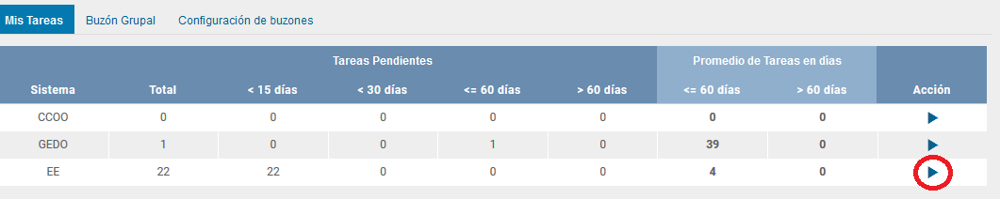 Mis Tareas Buzón Grupal Configuración de buzones
Tareas Pendientes Promedio de Tareas en días
Sistema Total < 15 días < 30 días <= 60 días > 60 días <= 60 días > 60 días Acción
CCOO 0 0 0 0 0 0 0
GEDO 1 0 0 1 0 39 0
EE 22 22 0 0 0 4 0